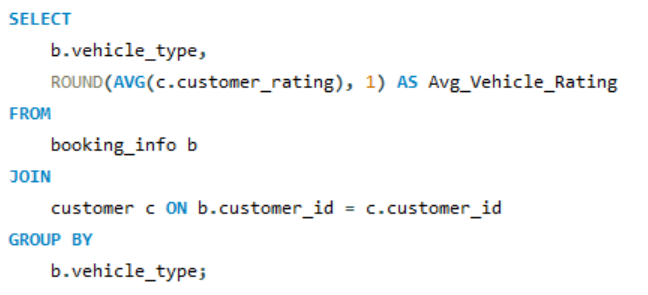 SELECT
b.vehicle_type,
ROUND(AVG(c.customer_rating), 1) AS Avg_Vehicle_Rating
FROM
booking_info b
JOIN
customer c ON b.customer_id = c.customer_id
GROUP BY
b.vehicle_type;